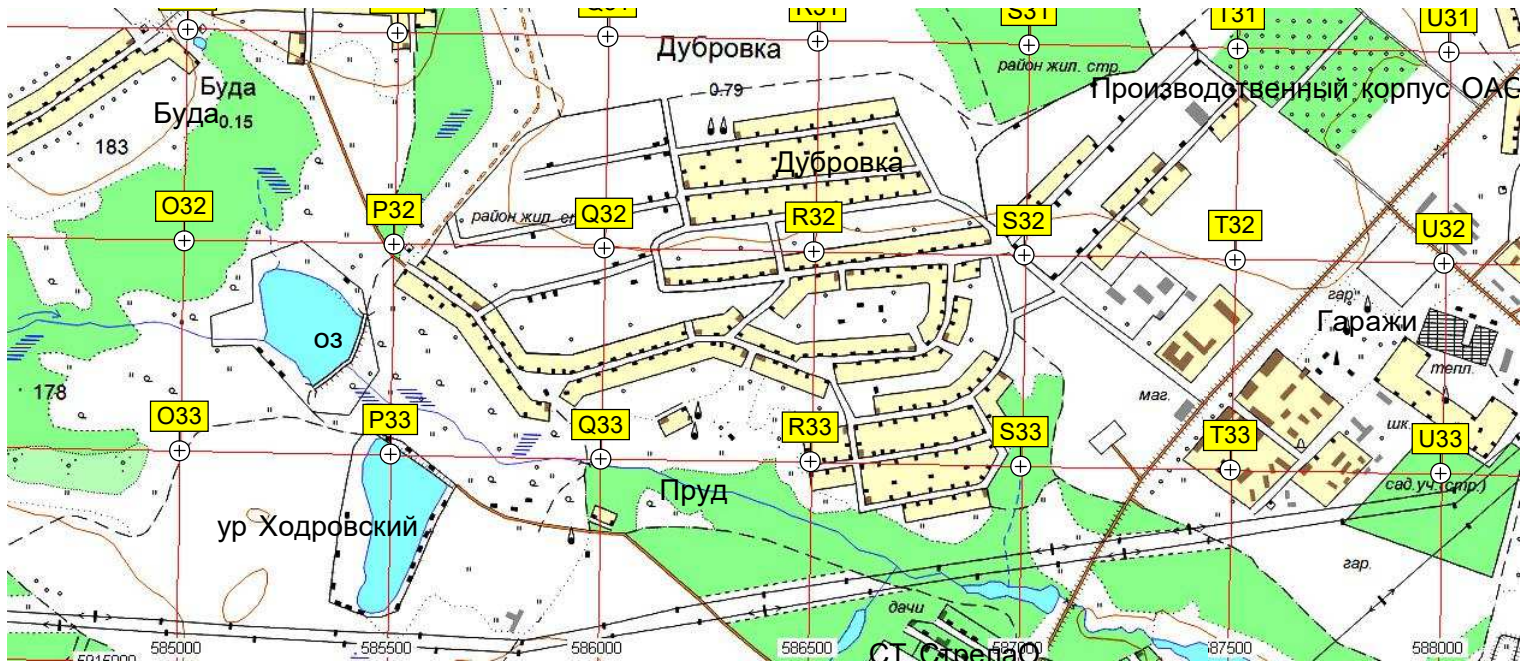 Q31
R31
S31
T31
U31
Дубровка
район жил. стр.
Буда
0.79
Производственный корпус ОАО
Буда 0.15
183
Дубровка
O32
P32
район жил. ст
Q32
R32
S32
T32
U32
гар.
Гаражи
оз
тепл.
178
маг.
O33
P33
Q33
R33
S33
T33
шк.
U33
Пруд
сад.уч.(стр.)
ур Ходровский
гар.
дачи
585000
585500
586000
586500
587000
587500
588000
5915000